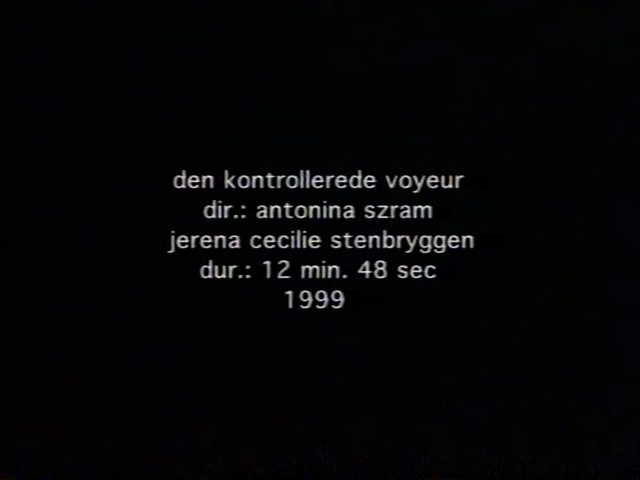 den kontrollerede voyeur
dir.: antonina szram
jerena cecilie stenbryggen
dur.: 12 min. 48 sec
1999